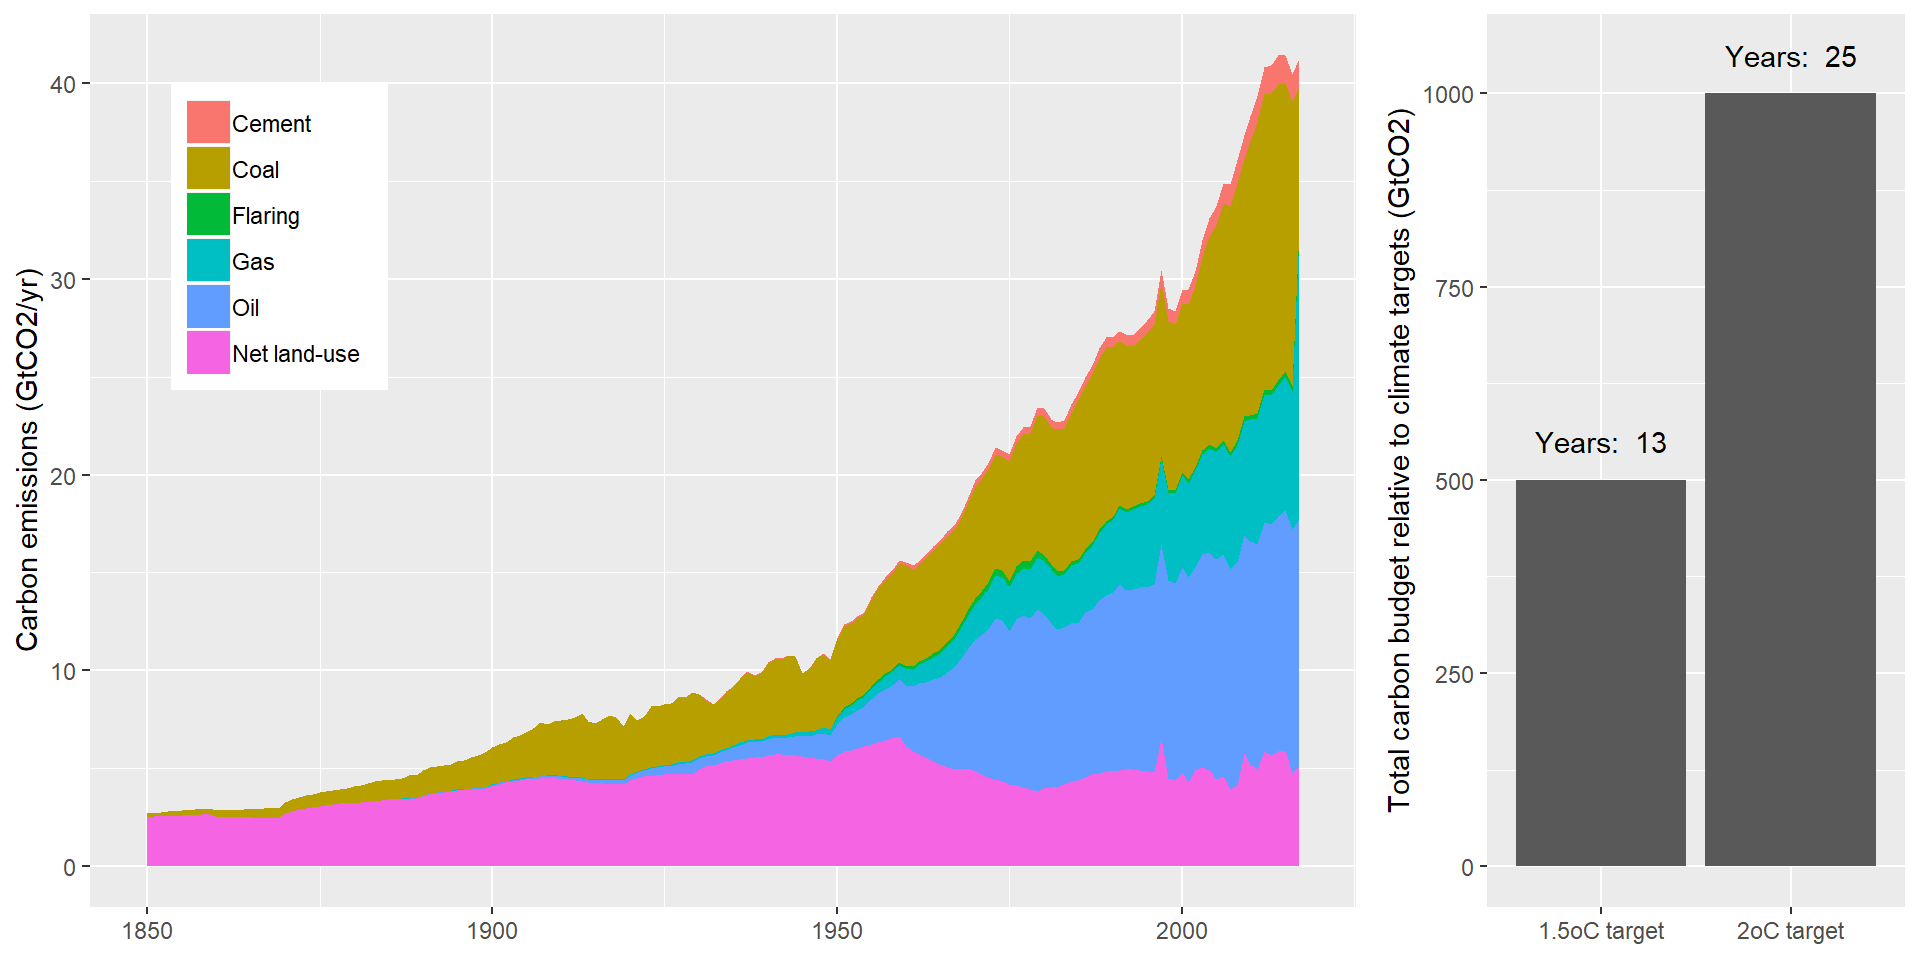 Carbon emissions (GtCO2/yr)
40
30
20
10
0
Cement
Coal
Flaring
Gas
Oil
Net land-use
1850
1900
1950
2000
Total carbon budget relative to climate targets (GtCO2)
1000
750
500
250
0
Years: 13
Years: 25
1.5oC target
2oC target